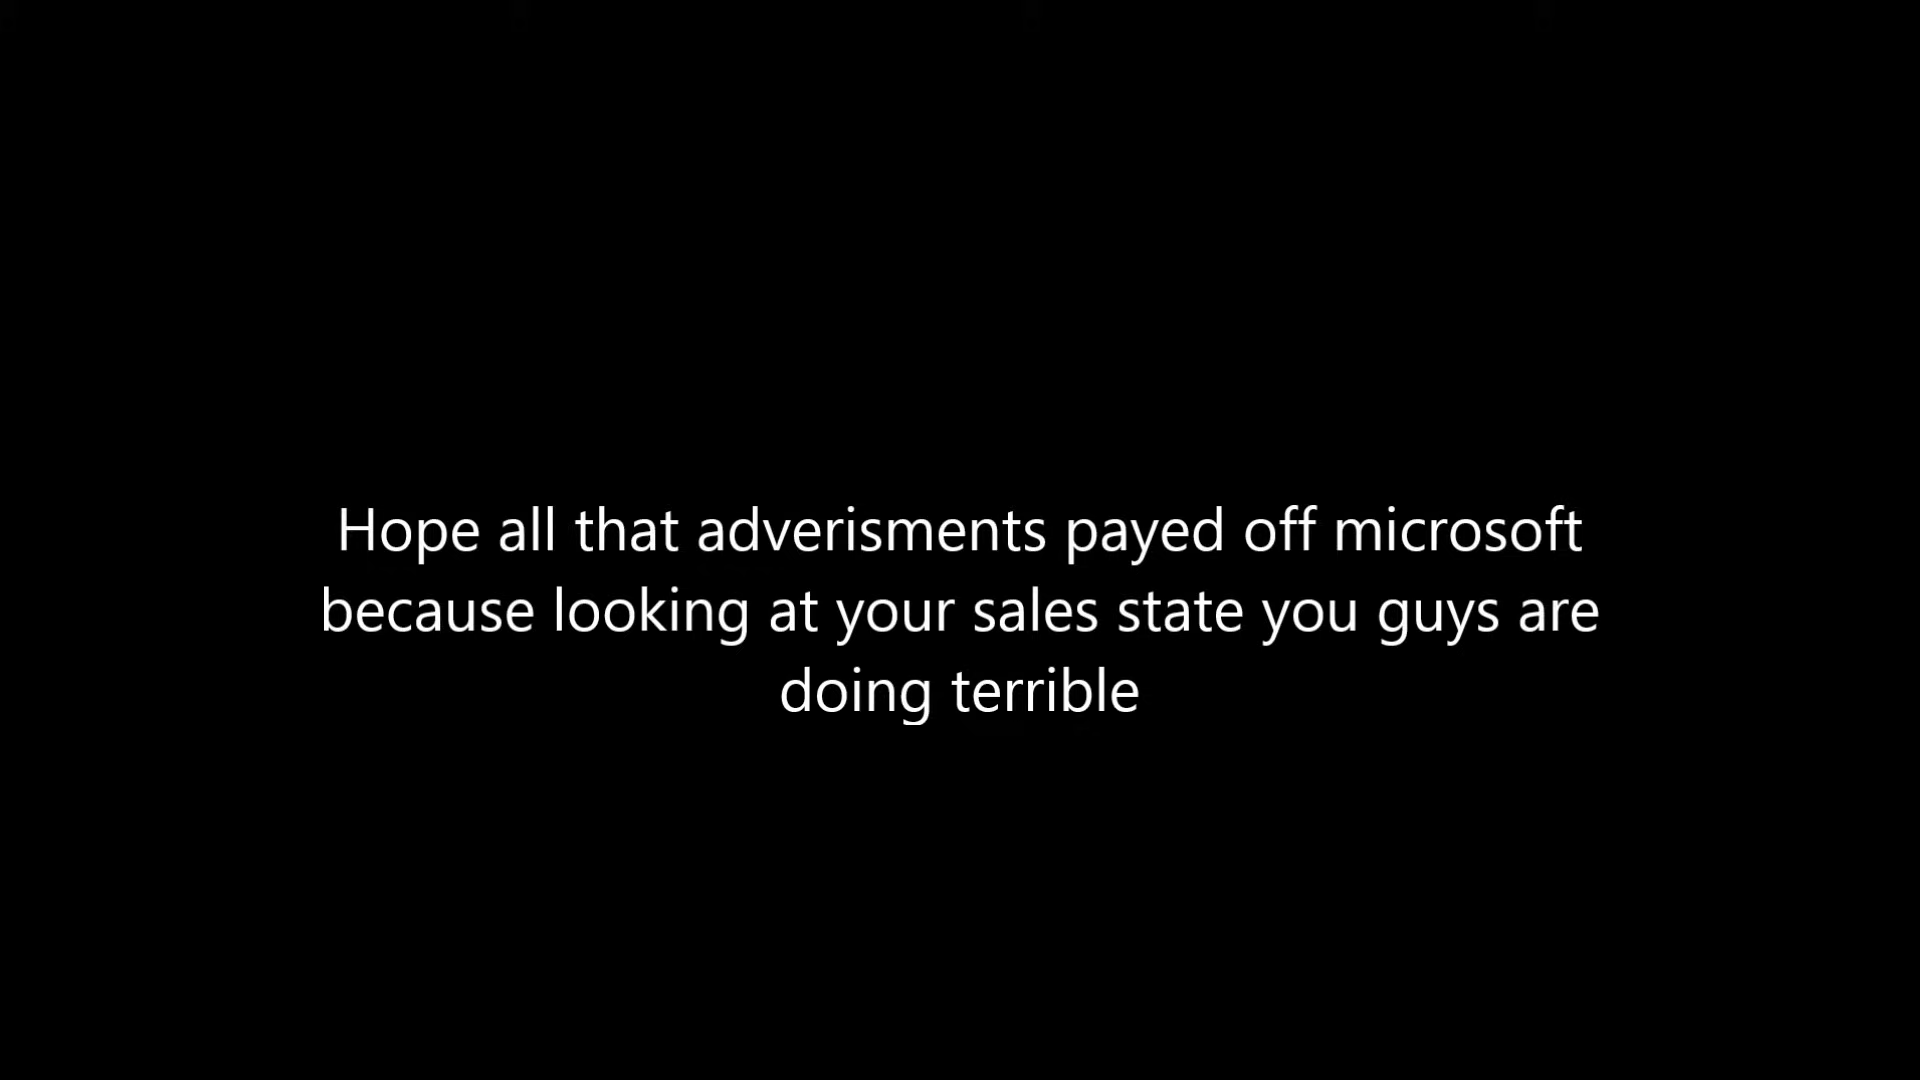 Hope all that adverisments payed off microsoft
because looking at your sales state you guys are
doing terrible